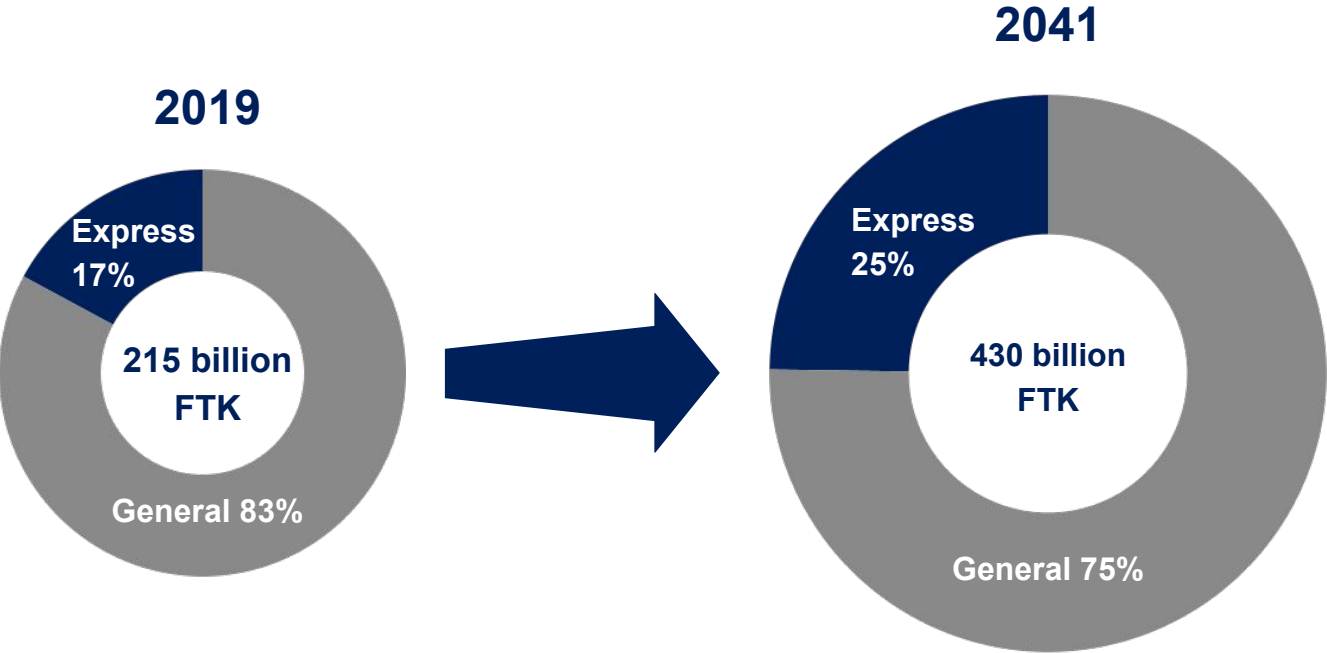 2019
Express
17%
215 billion
FTK
General 83%
2041
Express
25%
430 billion
FTK
General 75%